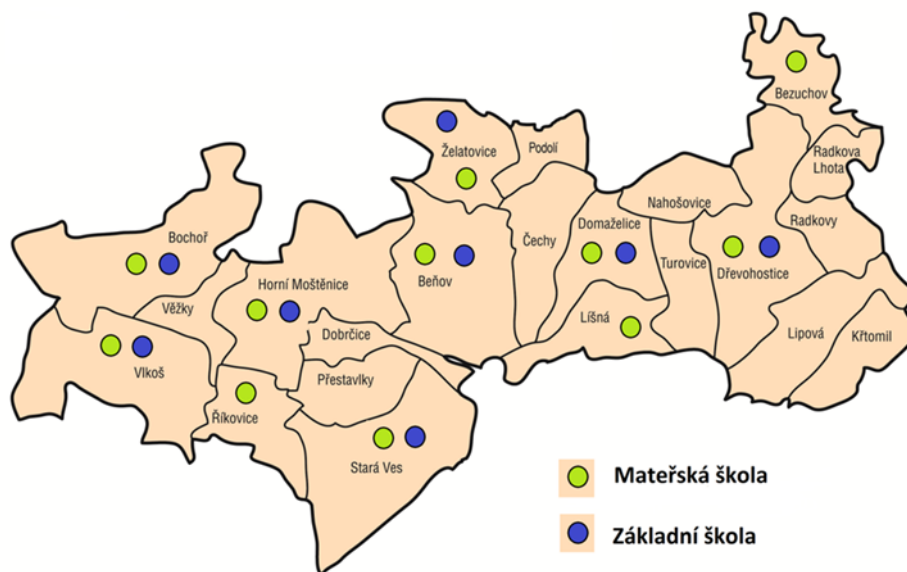 Bezuchov
Želatovice
Podolí
Radkova
Lhota
Nahošovice
Radkovy
Bochoř
Čechy
Domaželice
Turovice
Dřevohostice
Beňov
Horní Moštěnice
Věžky
Líšná
Dobrčice
Lipová
Křtomil
Vlkoš
Přestavlky
Říkovice
Stará Ves
Mateřská škola
Základní škola